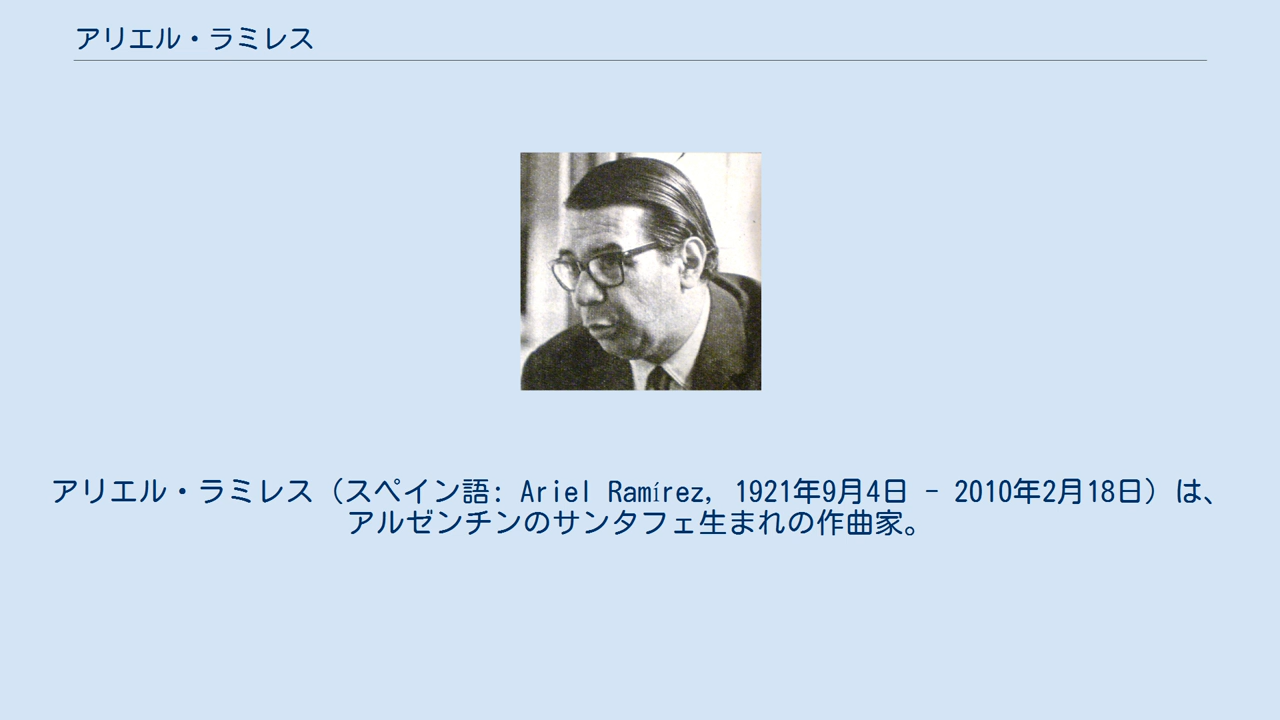 アリエル・ラミレス
アリエル・ラミレス（スペイン語: Ariel Ramírez, 1921年9月4日 - 2010年2月18日）は、
アルゼンチンのサンタフェ生まれの作曲家。